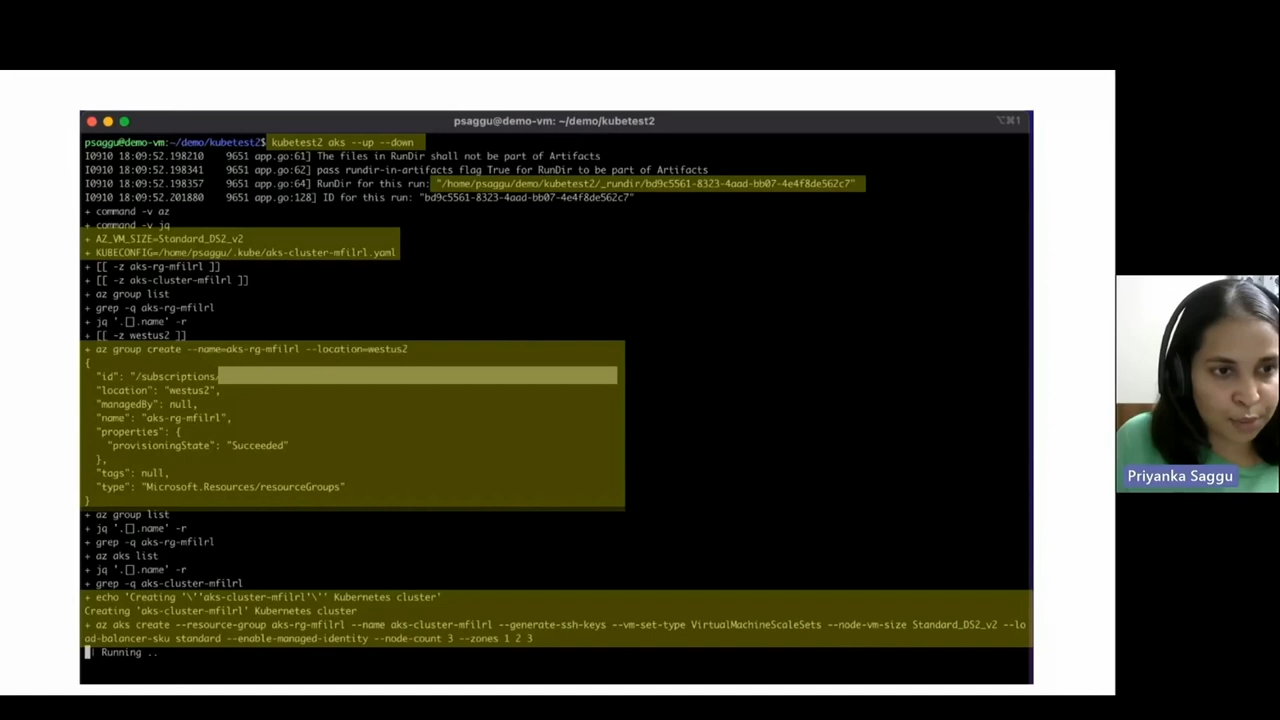 psaggu@demo-vm: ~/demo/kubetest2
⌥⌘1
psaggu@demo-vm:~/demo/kubetest2$ kubetest2 aks --up --down
I0910 18:09:52.198210    9651 app.go:61] The files in RunDir shall not be part of Artifacts
I0910 18:09:52.198341    9651 app.go:62] pass rundir-in-artifacts flag True for RunDir to be part of Artifacts
I0910 18:09:52.198357    9651 app.go:64] RunDir for this run: "/home/psaggu/demo/kubetest2/_rundir/bd9c5561-8323-4aad-bb07-4e4f8de562c7"
I0910 18:09:52.201880    9651 app.go:128] ID for this run: "bd9c5561-8323-4aad-bb07-4e4f8de562c7"
+ command -v az
+ command -v jq
+ AZ_VM_SIZE=Standard_DS2_v2
+ KUBECONFIG=/home/psaggu/.kube/aks-cluster-mfilrl.yaml
+ [[ -z aks-rg-mfilrl ]]
+ [[ -z aks-cluster-mfilrl ]]
+ az group list
+ grep -q aks-rg-mfilrl
+ jq '.[].name' -r
+ [[ -z westus2 ]]
+ az group create --name=aks-rg-mfilrl --location=westus2
{
  "id": "/subscriptions/
  "location": "westus2",
  "managedBy": null,
  "name": "aks-rg-mfilrl",
  "properties": {
    "provisioningState": "Succeeded"
  },
  "tags": null,
  "type": "Microsoft.Resources/resourceGroups"
}
+ az group list
+ jq '.[].name' -r
+ grep -q aks-rg-mfilrl
+ az aks list
+ jq '.[].name' -r
+ grep -q aks-cluster-mfilrl
+ echo 'Creating '\''aks-cluster-mfilrl'\'' Kubernetes cluster'
Creating 'aks-cluster-mfilrl' Kubernetes cluster
+ az aks create --resource-group aks-rg-mfilrl --name aks-cluster-mfilrl --generate-ssh-keys --vm-set-type VirtualMachineScaleSets --node-vm-size Standard_DS2_v2 --lo
ad-balancer-sku standard --enable-managed-identity --node-count 3 --zones 1 2 3
| Running ..
Priyanka Saggu